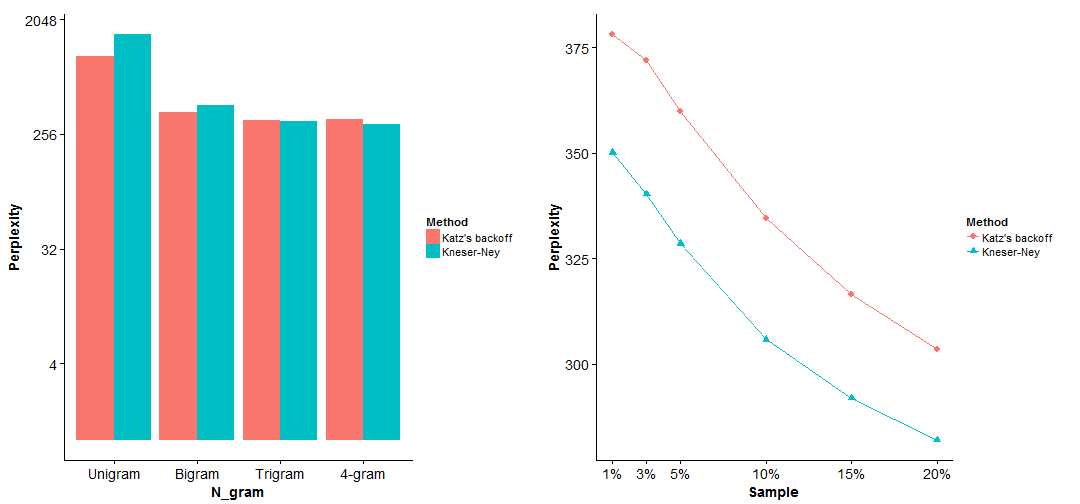 2048
256
32
4
Perplexity
Unigram Bigram Trigram 4-gram
N_gram
Method
Katz's backoff
Kneser-Ney
375
350
325
300
Perplexity
1% 3% 5% 10% 15% 20%
Sample
Method
Katz's backoff
Kneser-Ney